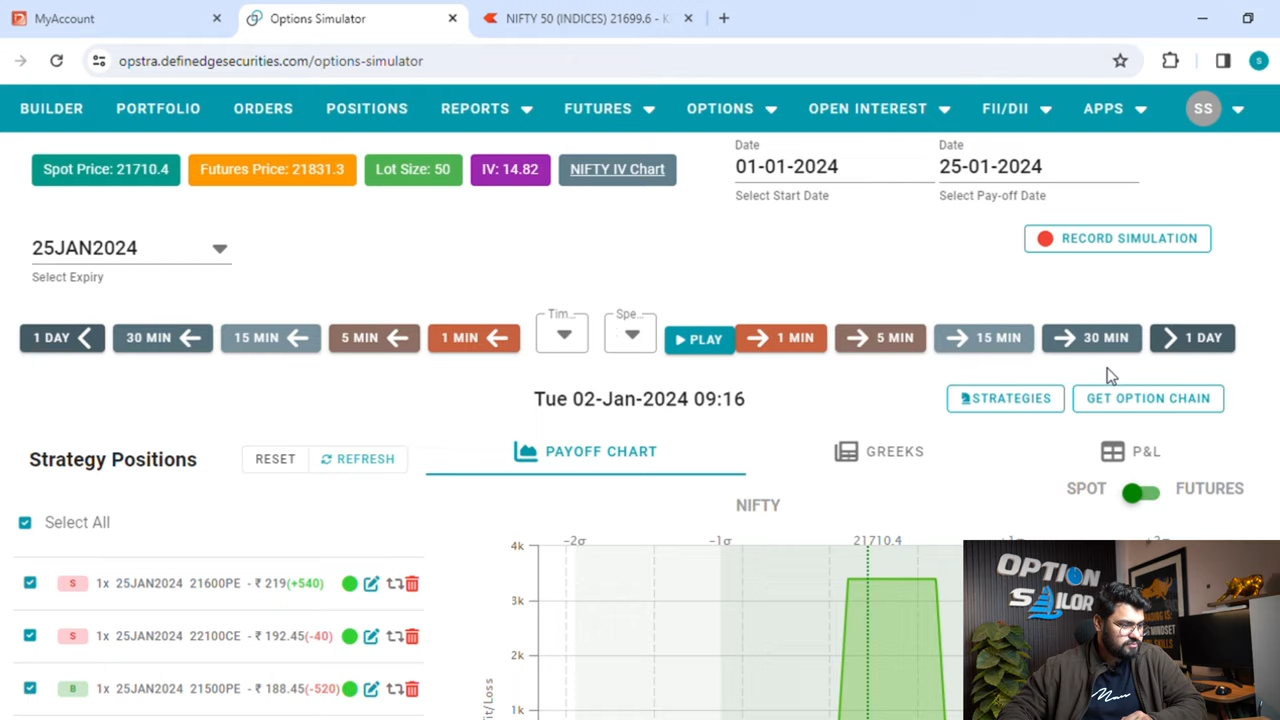 MyAccount
Options Simulator
NIFTY 50 (INDICES) 21699.6 - K
opstra.definedgesecurities.com/options-simulator
S
BUILDER PORTFOLIO ORDERS POSITIONS REPORTS FUTURES OPTIONS OPEN INTEREST FII/DII APPS SS
Date Date
Spot Price: 21710.4 Futures Price: 21831.3 Lot Size: 50 IV: 14.82 NIFTY IV Chart 01-01-2024 25-01-2024
Select Start Date Select Pay-off Date
RECORD SIMULATION
25JAN2024
Select Expiry
Tim... Spe...
1 DAY 30 MIN 15 MIN 5 MIN 1 MIN PLAY 1 MIN 5 MIN 15 MIN 30 MIN 1 DAY
Tue 02-Jan-2024 09:16 STRATEGIES GET OPTION CHAIN
Strategy Positions RESET REFRESH PAYOFF CHART GREEKS P&L
SPOT FUTURES
NIFTY
Select All
−2σ −1σ 21710.4
4k
S 1x 25JAN2024 21600PE - ₹ 219(+540)
3k
S 1x 25JAN2024 22100CE - ₹ 192.45(-40)
2k
B 1x 25JAN2024 21500PE - ₹ 188.45(-520)
1k
OPTION
SAILOR